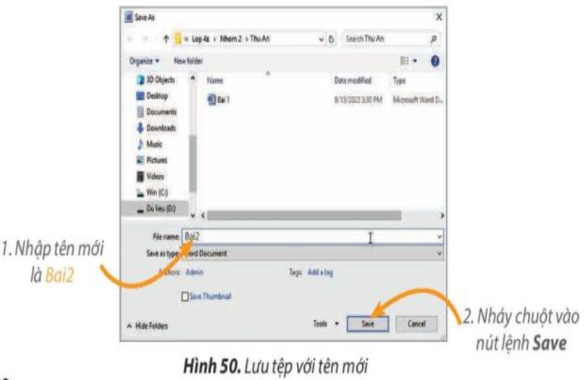 Save As
« Lop 4a > Nhom 2 > Thu An
Search Thu An
Organize
New folder
3D Objects
Desktop
Documents
Downloads
Music
Pictures
Videos
Win (C:)
Du lieu (D:)
Name
Date modified
Type
Bai 1
8/13/2022 3:30 PM
Microsoft Word D...
File name: Bai2
Save as type: Word Document
Authors: Admin
Tags: Add a tag
Save Thumbnail
Hide Folders
Tools
Save
Cancel
1. Nhập tên mới
là Bai2
2. Nháy chuột vào
nút lệnh Save
Hình 50. Lưu tệp với tên mới